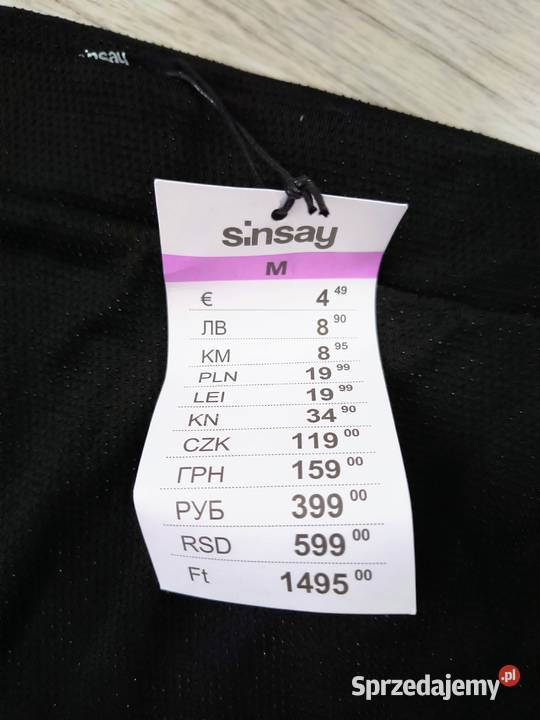 sinsay
sinsay
M
€ 4 49
ЛВ 8 90
KM 8 95
PLN 19 99
LEI 19 99
KN 34 90
CZK 119 00
ГРН 159 00
РУБ 399 00
RSD 599 00
Ft 1495 00
Sprzedajemy.pl